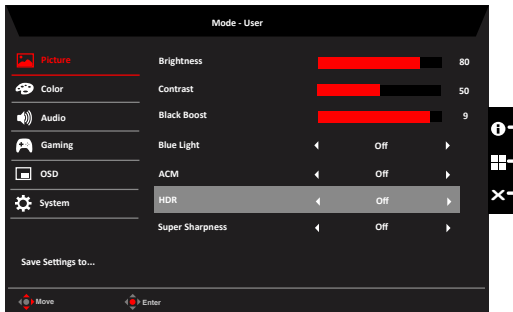 Mode - User
Picture
Brightness 80
Color
Contrast 50
Audio
Black Boost 9
Gaming
Blue Light Off
OSD
ACM Off
System
HDR Off
Super Sharpness Off
Save Settings to...
Move Enter